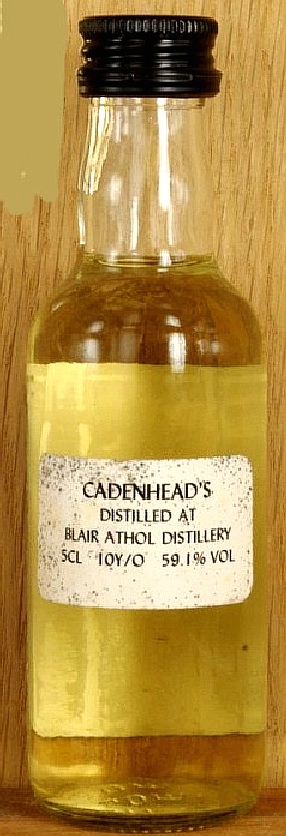 CADENHEAD'S
DISTILLED AT
BLAIR ATHOL DISTILLERY
5CL 10Y/O 59.1% VOL